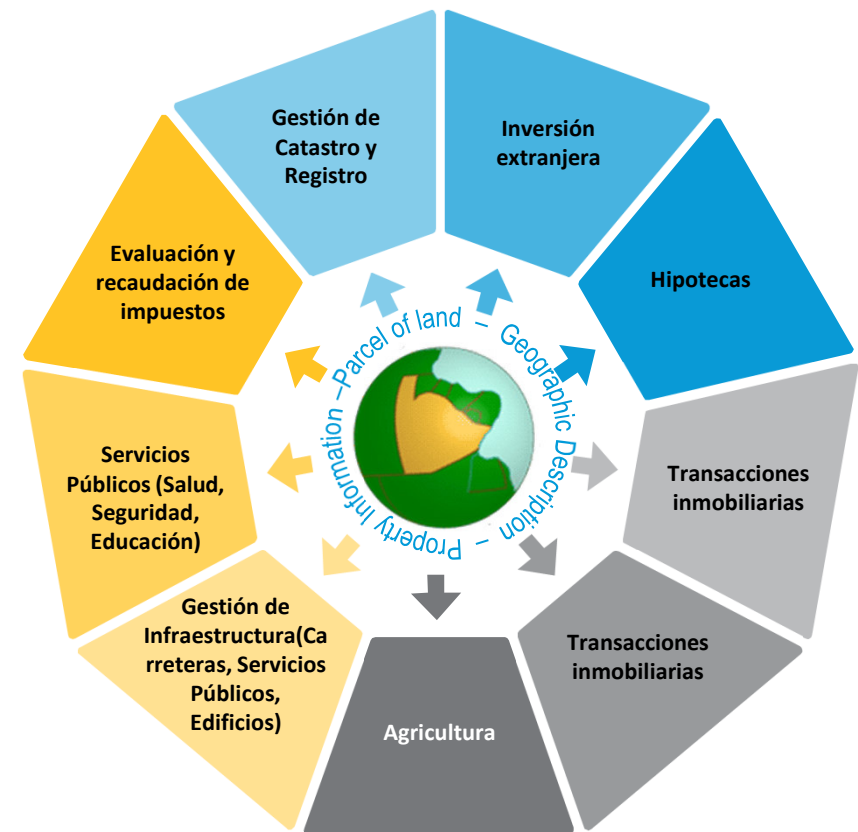 Gestión de
Catastro y
Registro
Inversión
extranjera
Hipotecas
Transacciones
inmobiliarias
Transacciones
inmobiliarias
Agricultura
Gestión de
Infraestructura(Ca
rreteras, Servicios
Públicos,
Edificios)
Servicios
Públicos (Salud,
Seguridad,
Educación)
Evaluación y
recaudación de
impuestos
Parcel of land – Geographic Description – Property Information –